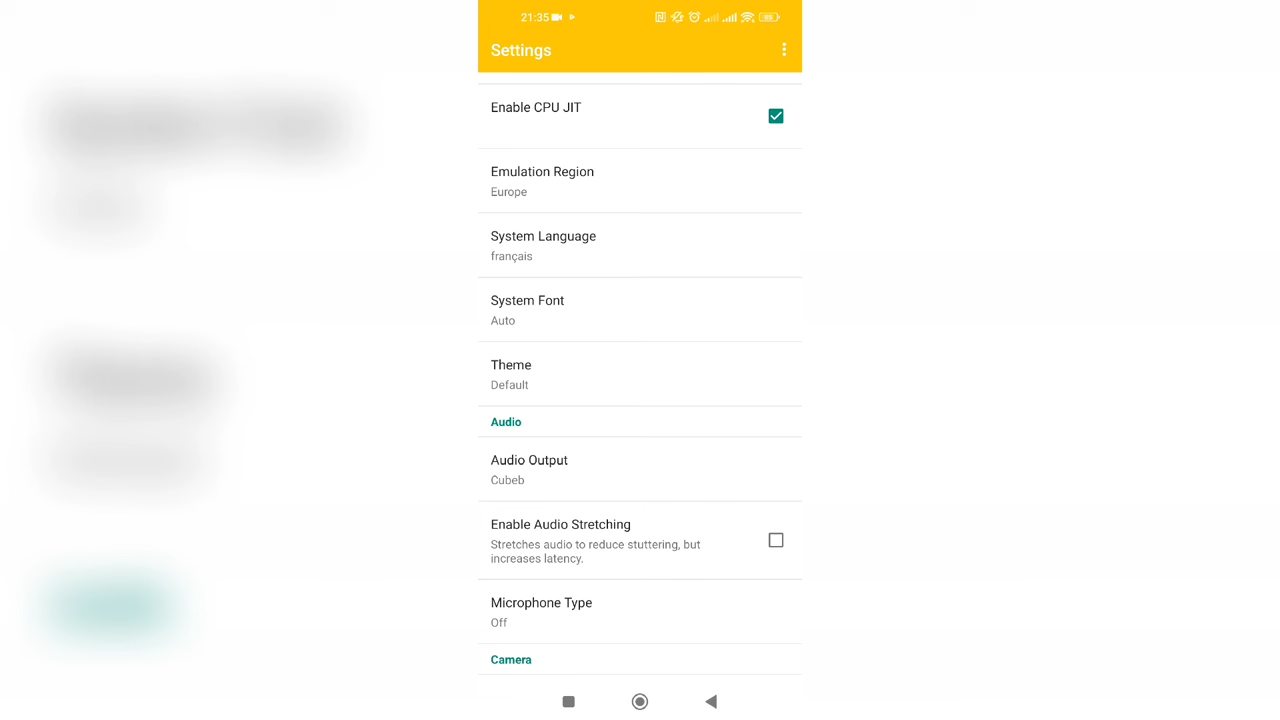 21:35
Settings
Enable CPU JIT
Emulation Region
Europe
System Language
français
System Font
Auto
Theme
Default
Audio
Audio Output
Cubeb
Enable Audio Stretching
Stretches audio to reduce stuttering, but
increases latency.
Microphone Type
Off
Camera